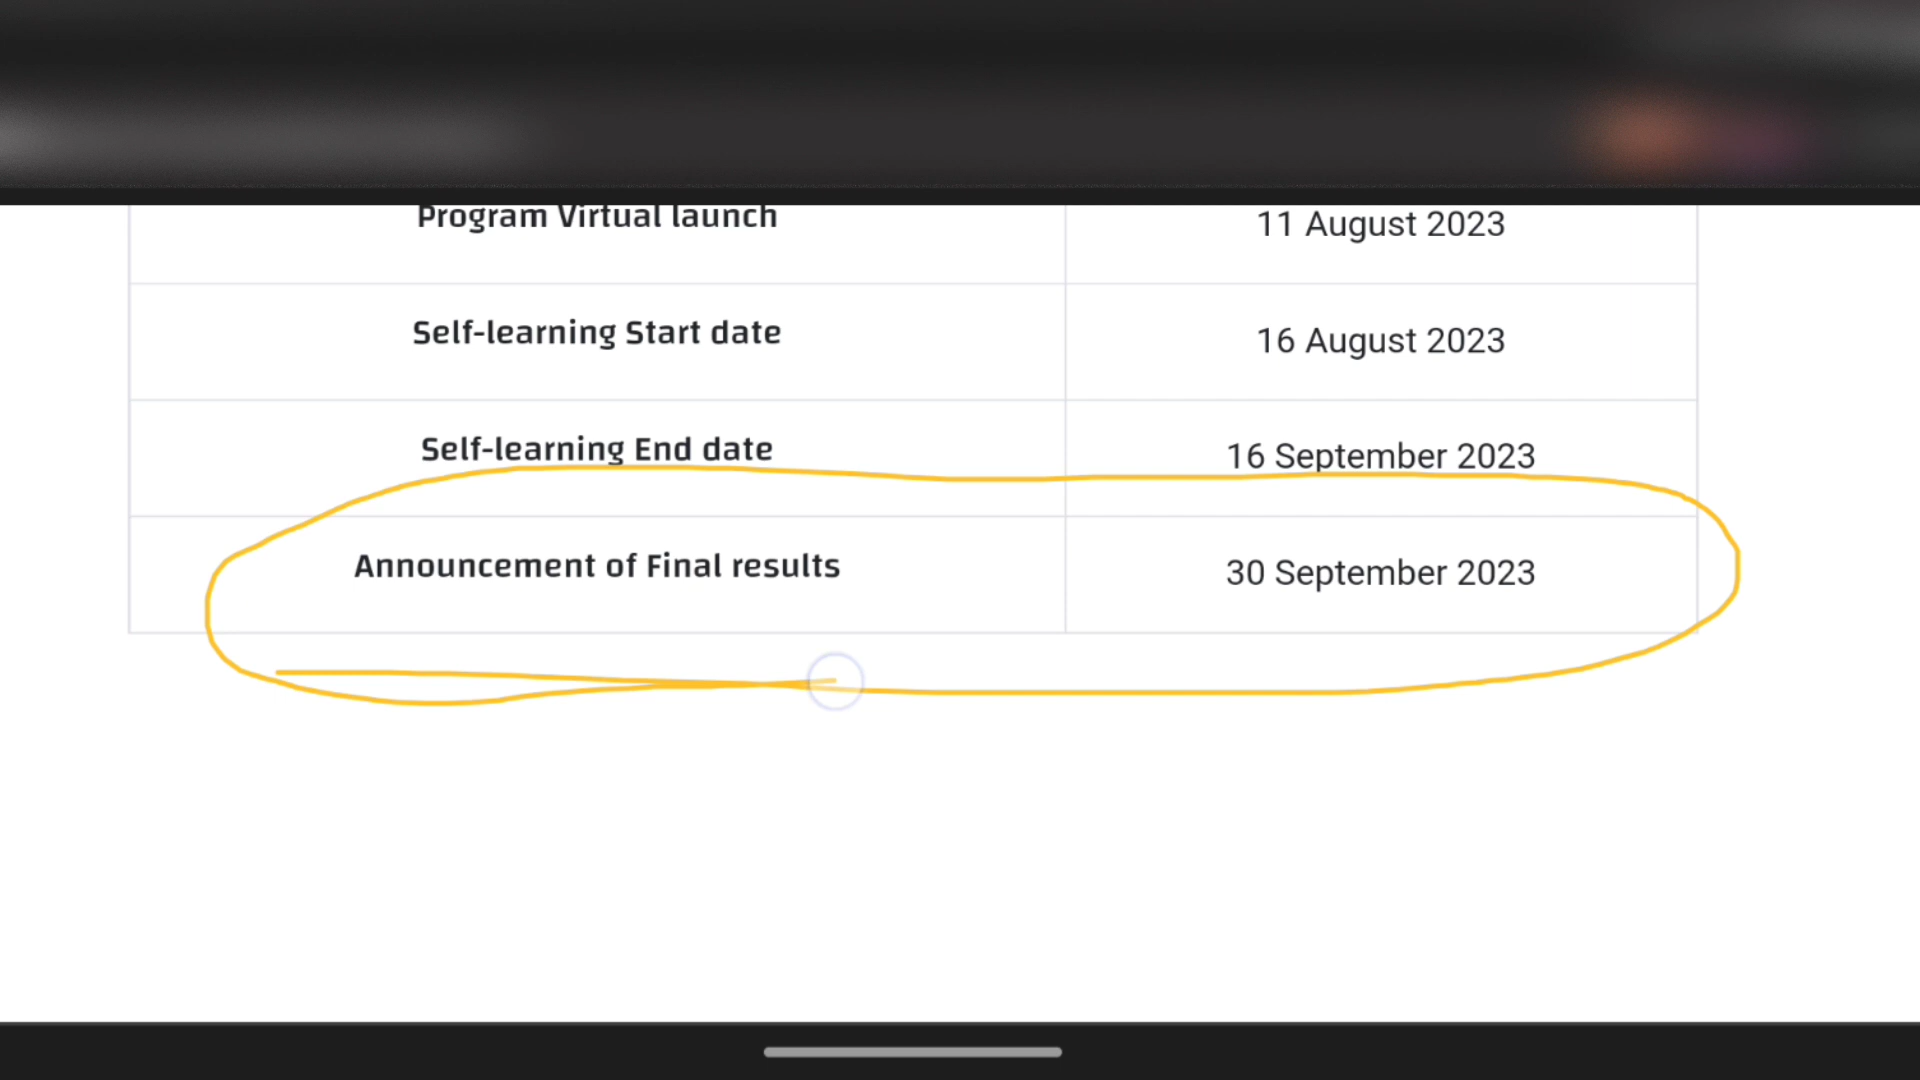 Program Virtual launch 11 August 2023
Self-learning Start date 16 August 2023
Self-learning End date 16 September 2023
Announcement of Final results 30 September 2023